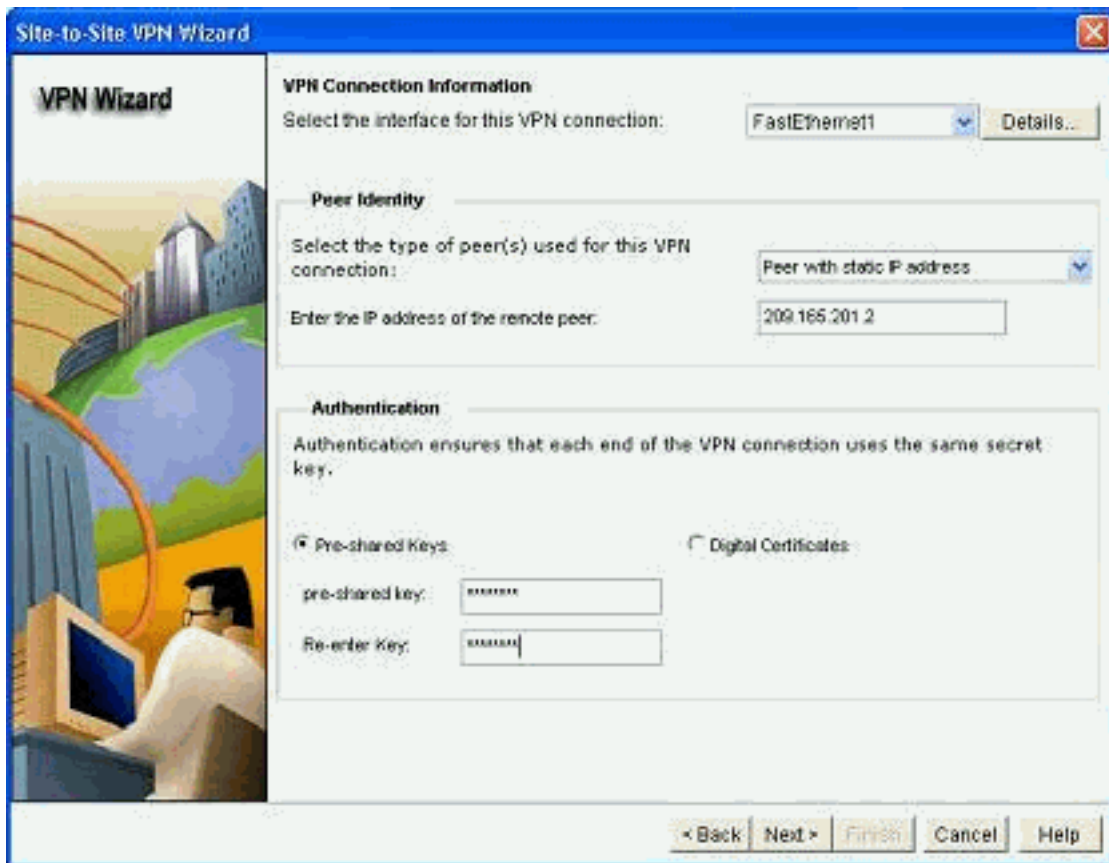 Site-to-Site VPN Wizard
VPN Wizard
VPN Connection Information
Select the interface for this VPN connection:
FastEthernet1
Details...
Peer Identity
Select the type of peer(s) used for this VPN
connection:
Peer with static IP address
Enter the IP address of the remote peer:
209.165.201.2
Authentication
Authentication ensures that each end of the VPN connection uses the same secret
key.
Pre-shared Keys
Digital Certificates
pre-shared key:
********
Re-enter Key:
********
< Back
Next >
Finish
Cancel
Help